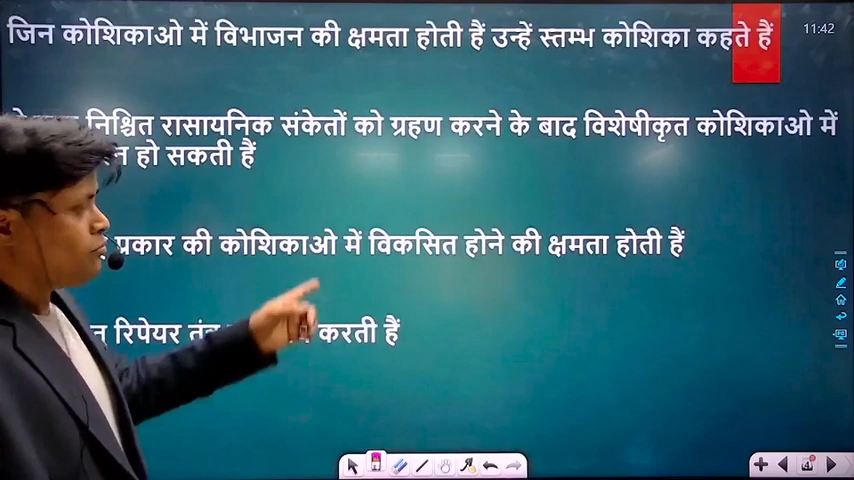 जिन कोशिकाओ में विभाजन की क्षमता होती हैं उन्हें स्तम्भ कोशिका कहते हैं
11:42
निश्चित रासायनिक संकेतों को ग्रहण करने के बाद विशेषीकृत कोशिकाओ में
हो सकती हैं
प्रकार की कोशिकाओ में विकसित होने की क्षमता होती हैं
रिपेयर करती हैं